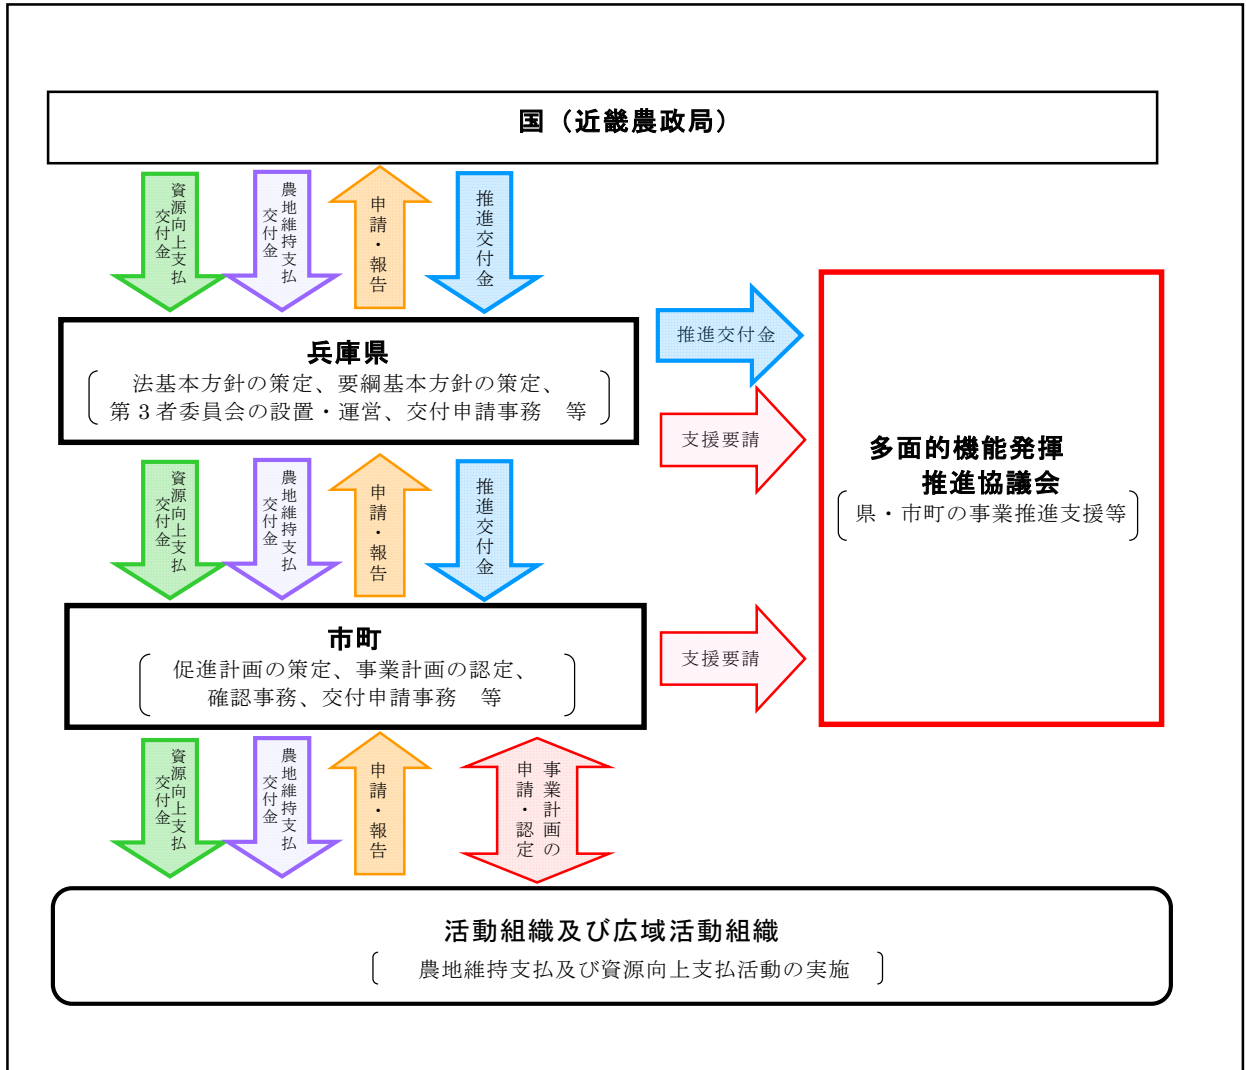 国（近畿農政局）
資源向上支払
交付金
農地維持支払
交付金
申請・報告
推進交付金
兵庫県
法基本方針の策定、要綱基本方針の策定、
第3者委員会の設置・運営、交付申請事務　等
推進交付金
支援要請
多面的機能発揮
推進協議会
県・市町の事業推進支援等
資源向上支払
交付金
農地維持支払
交付金
申請・報告
推進交付金
市町
促進計画の策定、事業計画の認定、
確認事務、交付申請事務　等
支援要請
資源向上支払
交付金
農地維持支払
交付金
申請・報告
事業計画の
申請・認定
活動組織及び広域活動組織
農地維持支払及び資源向上支払活動の実施